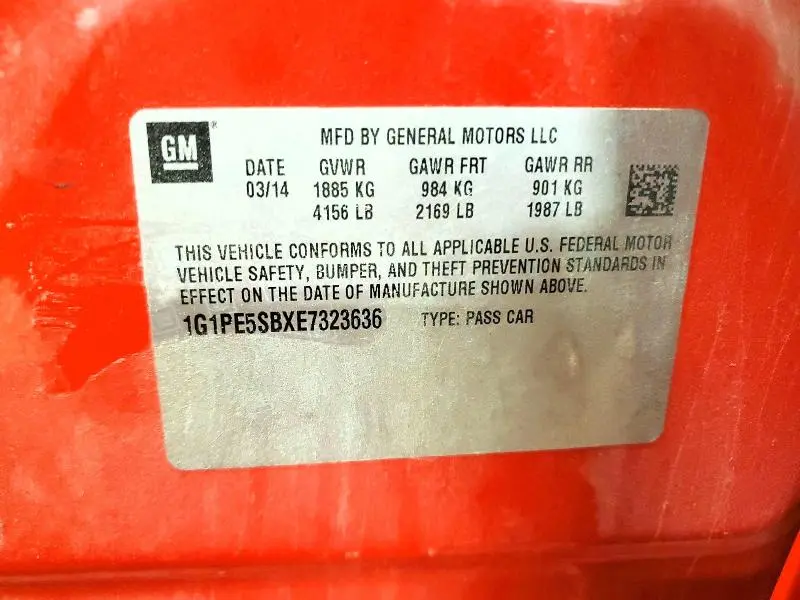 GM ®
MFD BY GENERAL MOTORS LLC
DATE GVWR GAWR FRT GAWR RR
03/14 1885 KG 984 KG 901 KG
4156 LB 2169 LB 1987 LB
THIS VEHICLE CONFORMS TO ALL APPLICABLE U.S. FEDERAL MOTOR
VEHICLE SAFETY, BUMPER, AND THEFT PREVENTION STANDARDS IN
EFFECT ON THE DATE OF MANUFACTURE SHOWN ABOVE.
1G1PE5SBXE7323636 TYPE: PASS CAR